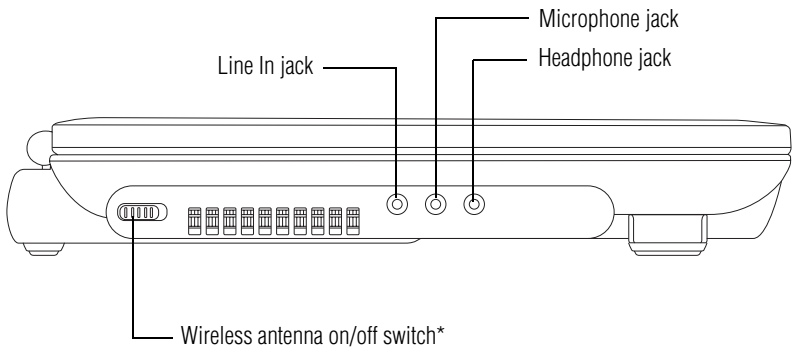 Microphone jack
Line In jack
Headphone jack
Wireless antenna on/off switch*